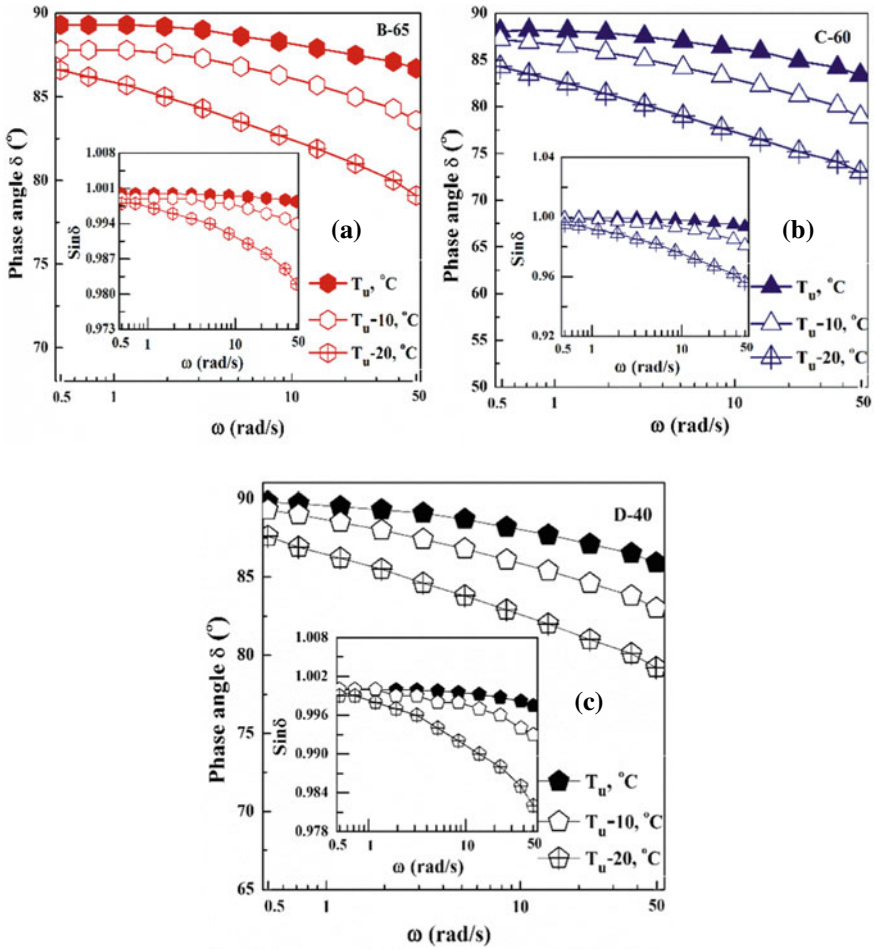 B-65
Phase angle δ (°)
90
85
80
75
70
1.008
1.001
0.994
0.987
0.980
0.973
Sinδ
0.5 1 10 50
ω (rad/s)
(a)
Tu, °C
Tu-10, °C
Tu-20, °C
0.5 1 10 50
ω (rad/s)
C-60
Phase angle δ (°)
90
85
80
75
70
65
60
55
50
1.04
1.00
0.96
0.92
Sinδ
0.5 1 10 50
ω (rad/s)
(b)
Tu, °C
Tu-10, °C
Tu-20, °C
0.5 1 10 50
ω (rad/s)
D-40
Phase angle δ (°)
90
85
80
75
70
65
1.008
1.002
0.996
0.990
0.984
0.978
Sinδ
0.5 1 10 50
ω (rad/s)
(c)
Tu, °C
Tu-10, °C
Tu-20, °C
0.5 1 10 50
ω (rad/s)